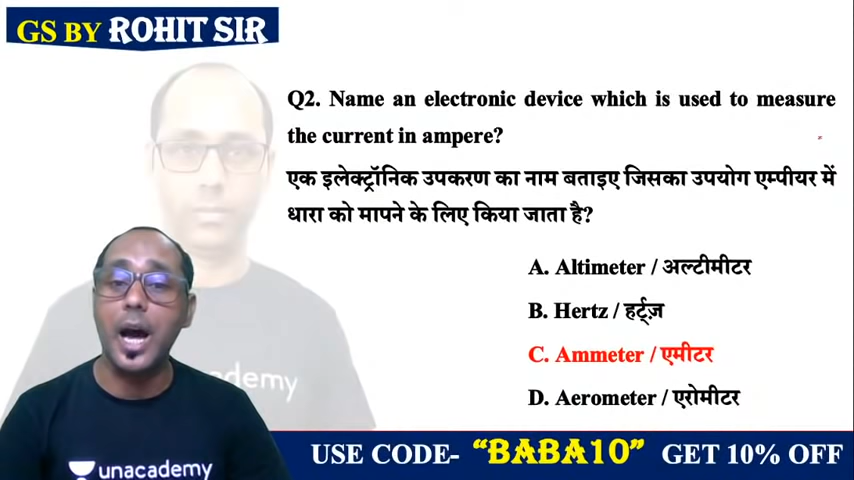 GS BY ROHIT SIR
Q2. Name an electronic device which is used to measure
the current in ampere?
एक इलेक्ट्रॉनिक उपकरण का नाम बताइए जिसका उपयोग एम्पीयर में
धारा को मापने के लिए किया जाता है?
A. Altimeter / अल्टीमीटर
B. Hertz / हर्ट्ज़
C. Ammeter / एमीटर
D. Aerometer / एरोमीटर
demy
unacademy
USE CODE- “BABA10” GET 10% OFF